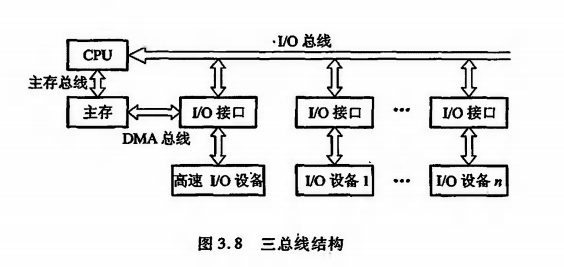 ·I/O 总线
CPU
主存总线
主存
I/O 接口
I/O 接口
···
I/O 接口
DMA 总线
高速 I/O 设备
I/O 设备 1
···
I/O 设备 n
图 3.8 三总线结构